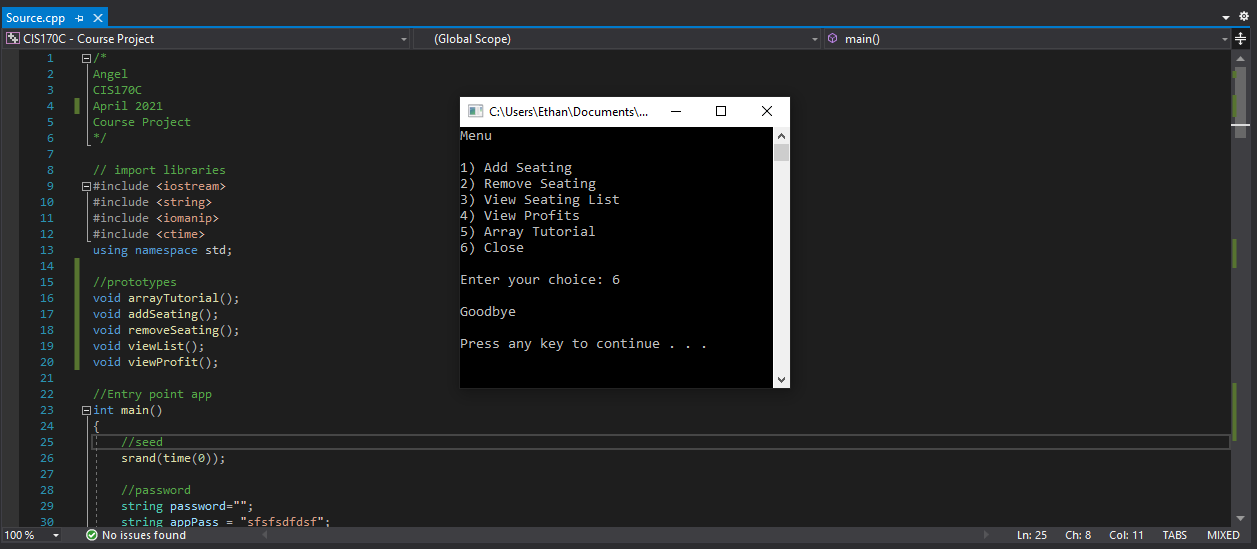 Source.cpp
CIS170C - Course Project
(Global Scope)
main()
1 /*
2 Angel
3 CIS170C
4 April 2021
5 Course Project
6 */
7
8 // import libraries
9 #include <iostream>
10 #include <string>
11 #include <iomanip>
12 #include <ctime>
13 using namespace std;
14
15 //prototypes
16 void arrayTutorial();
17 void addSeating();
18 void removeSeating();
19 void viewList();
20 void viewProfit();
21
22 //Entry point app
23 int main()
24 {
25 //seed
26 srand(time(0));
27
28 //password
29 string password="";
30 string appPass = "sfsfsdfdsf";
C:\Users\Ethan\Documents\...
Menu
1) Add Seating
2) Remove Seating
3) View Seating List
4) View Profits
5) Array Tutorial
6) Close
Enter your choice: 6
Goodbye
Press any key to continue . . .
100 %
No issues found
Ln: 25
Ch: 8
Col: 11
TABS
MIXED